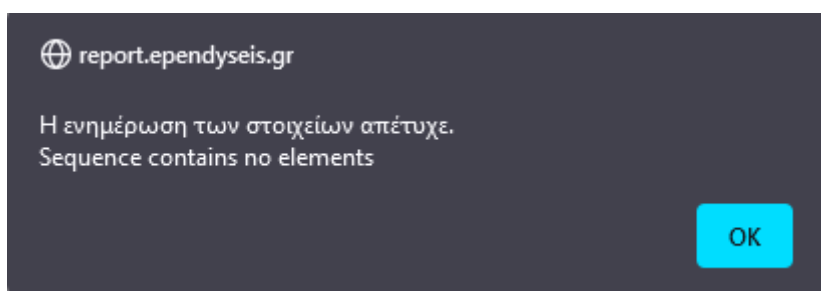 report.ependyseis.gr
Η ενημέρωση των στοιχείων απέτυχε.
Sequence contains no elements
OK